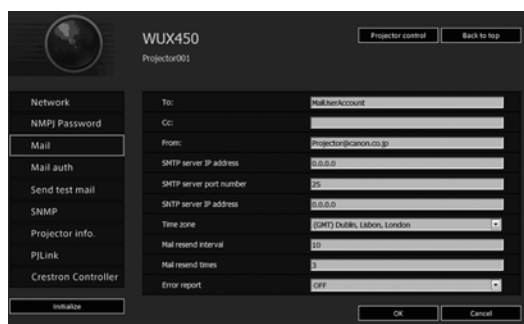 WUX450
Projector001
Projector control
Back to top
Network
NMPJ Password
Mail
Mail auth
Send test mail
SNMP
Projector info.
PJLink
Crestron Controller
Initialize
To: MailUserAccount
Cc:
From: Projector@canon.co.jp
SMTP server IP address 0.0.0.0
SMTP server port number 25
SNTP server IP address 0.0.0.0
Time zone (GMT) Dublin, Lisbon, London
Mail resend interval 10
Mail resend times 3
Error report OFF
OK
Cancel